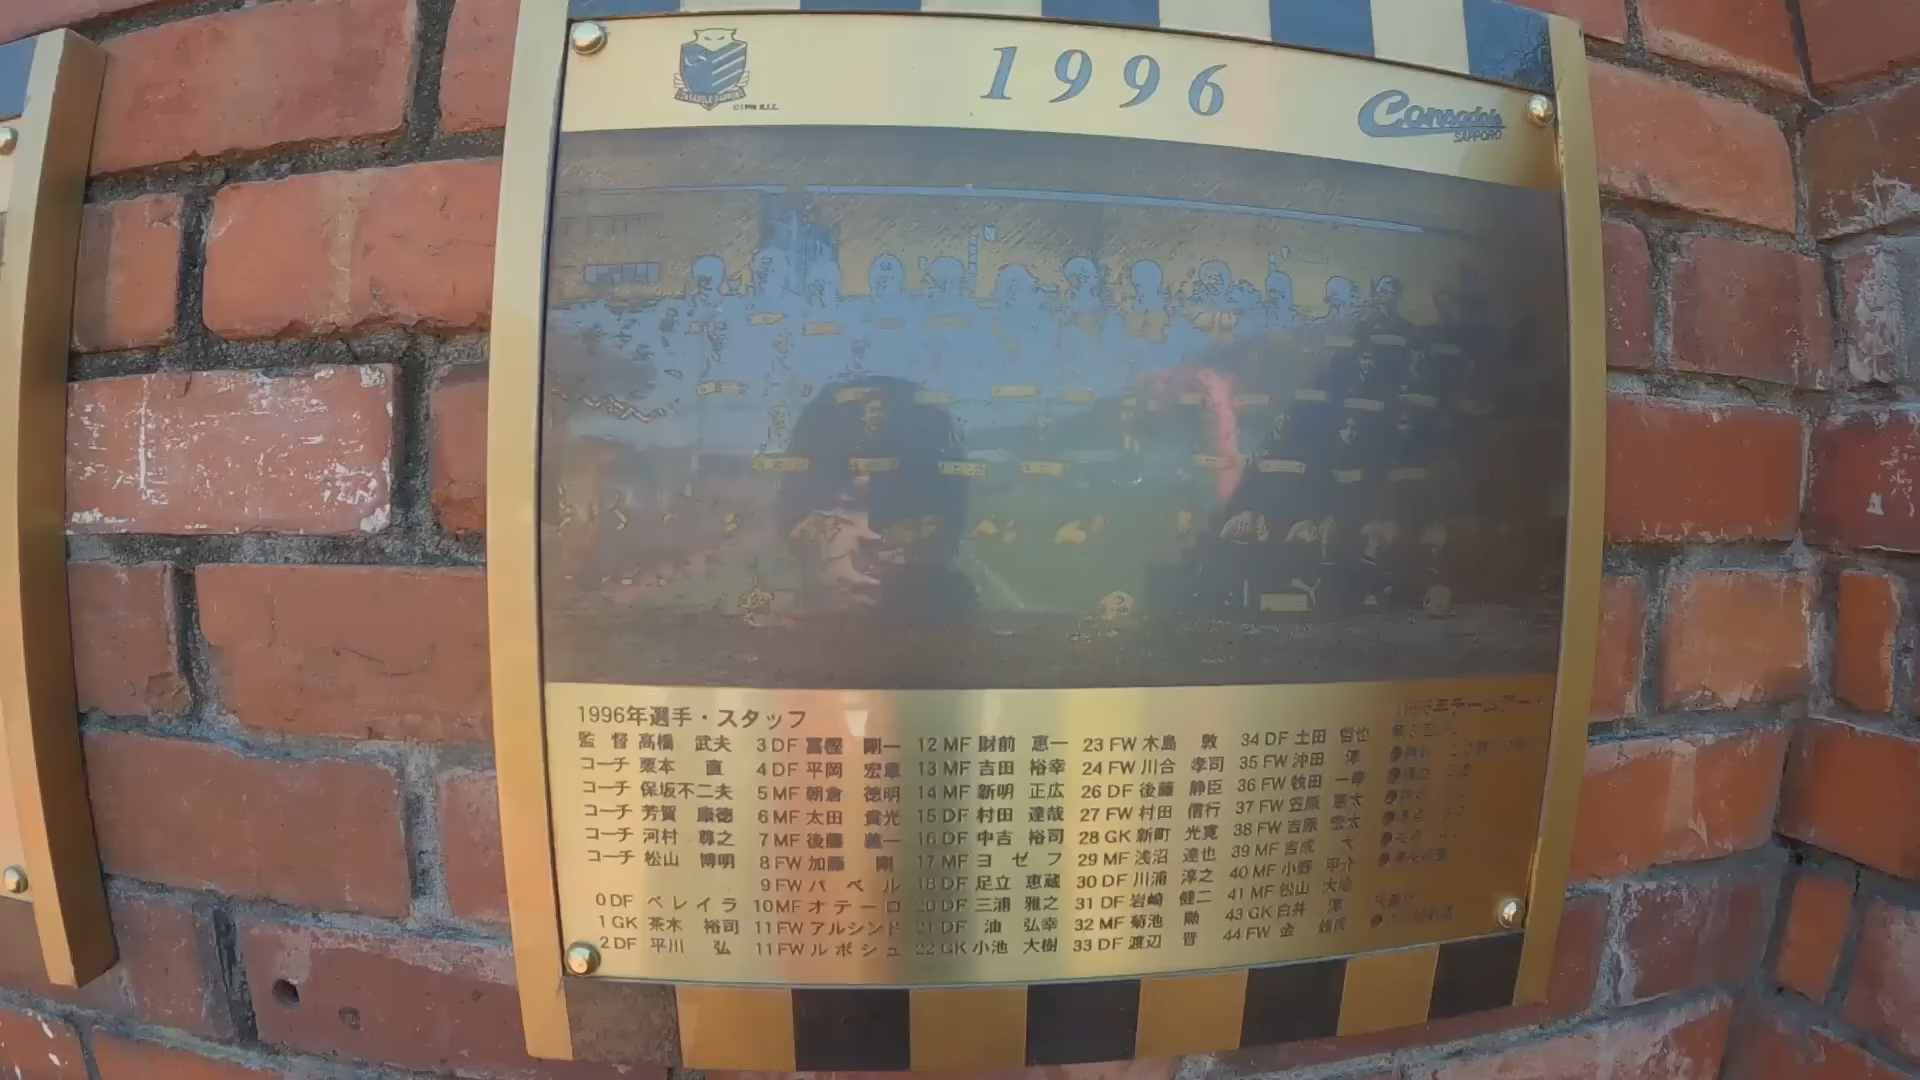 1996
Consadole
SAPPORO
1996年選手・スタッフ
監督 高橋 武夫 3 DF 冨樫 剛一 12 MF 財前 恵一 23 FW 木島 敦 34 DF 土田 哲也
コーチ 栗本 直 4 DF 平岡 宏章 13 MF 吉田 裕幸 24 FW 川合 孝司 35 FW 沖田 淳
コーチ 保坂不二夫 5 MF 朝倉 徳明 14 MF 新明 正広 26 DF 後藤 静臣 36 FW 牧田 一幸
コーチ 芳賀 康徳 6 MF 太田 貴光 15 DF 村田 達哉 27 FW 村田 信行 37 FW 笠原 恵太
コーチ 河村 尊之 7 MF 後藤 義一 16 DF 中吉 裕司 28 GK 新町 光寛 38 FW 吉原 宏太
コーチ 松山 博明 8 FW 加藤 剛 17 MF ヨゼフ 29 MF 浅沼 達也 39 MF 吉成 大
9 FW パベル 18 DF 足立 恵蔵 30 DF 川浦 淳之 40 MF 小野 甲介
0 DF ペレイラ 10 MF オテーロ 20 DF 三浦 雅之 31 DF 岩崎 健二 41 MF 松山 大地
1 GK 茶木 裕司 11 FW アルシンド 21 DF 油 弘幸 32 MF 菊池 勲 43 GK 白井 淳
2 DF 平川 弘 11 FW ルボシュ 22 GK 小池 大樹 33 DF 渡辺 晋 44 FW 金